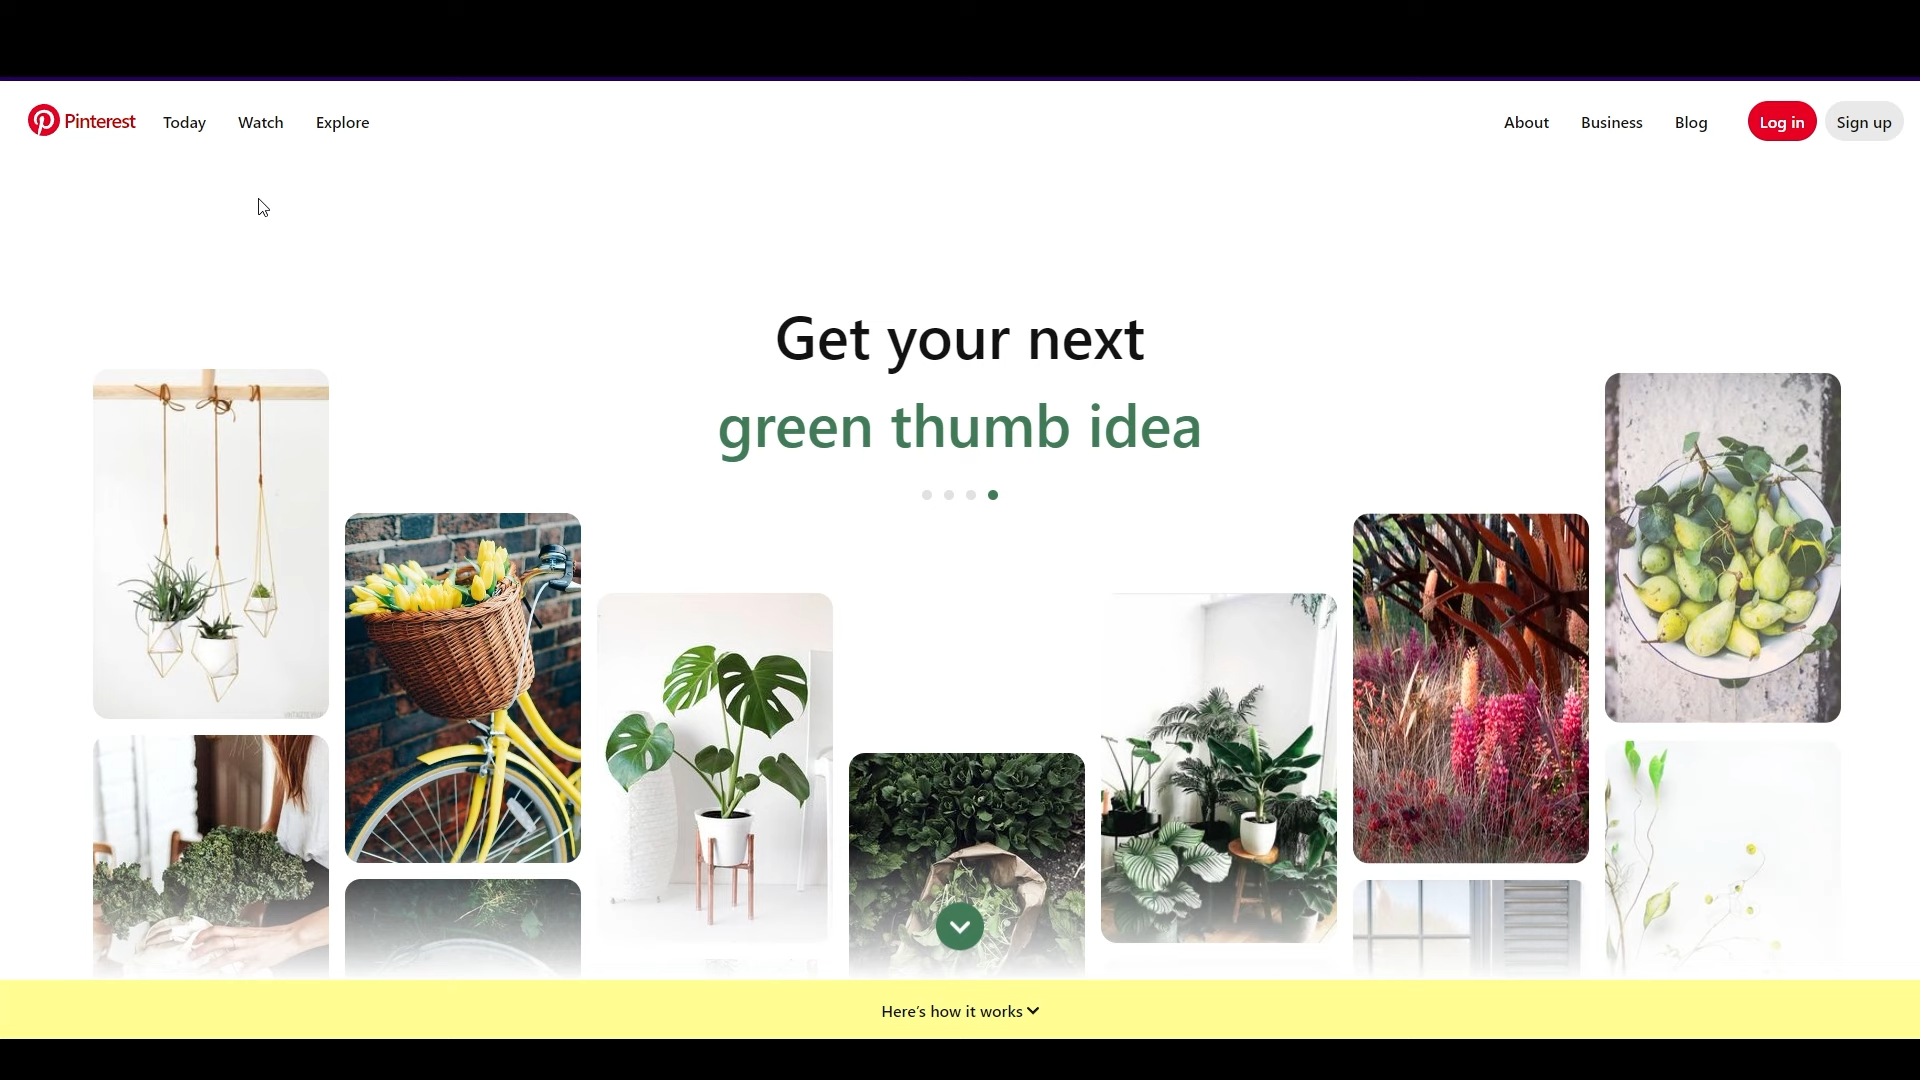 Pinterest
Today
Watch
Explore
About
Business
Blog
Log in
Sign up
Get your next
green thumb idea
Here's how it works